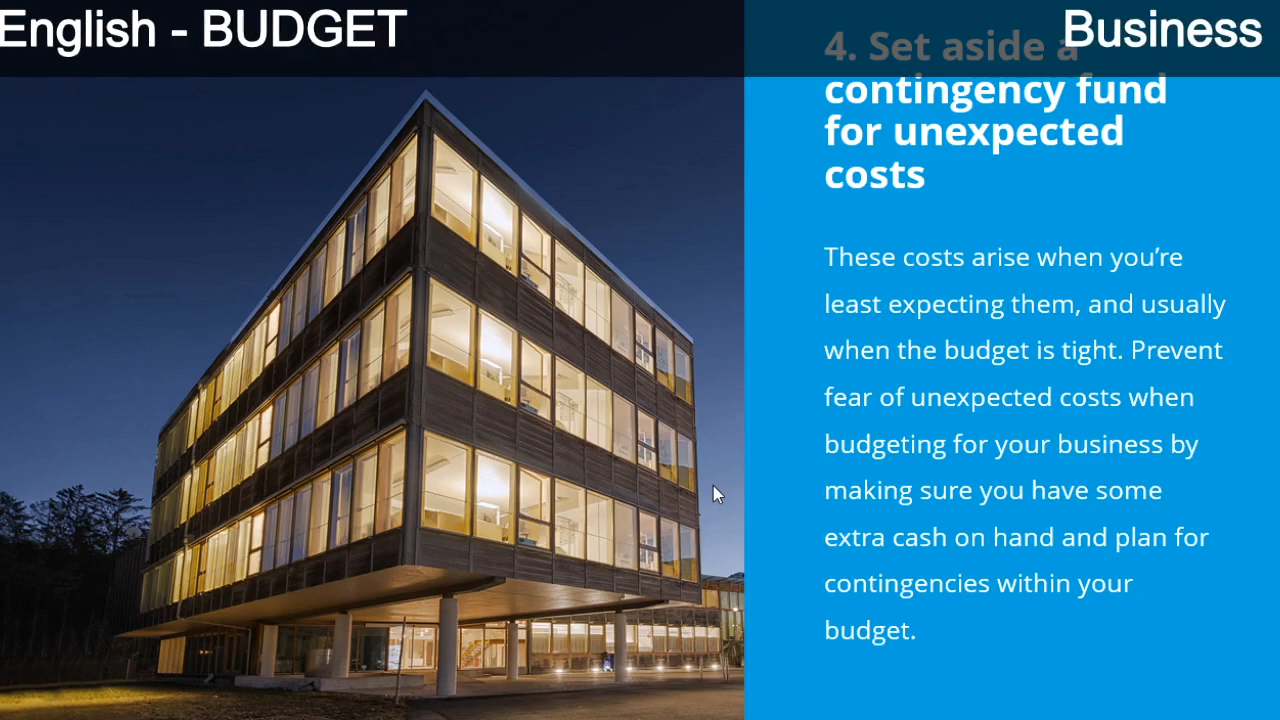 English - BUDGET
Business
4. Set aside a
contingency fund
for unexpected
costs
These costs arise when you’re
least expecting them, and usually
when the budget is tight. Prevent
fear of unexpected costs when
budgeting for your business by
making sure you have some
extra cash on hand and plan for
contingencies within your
budget.